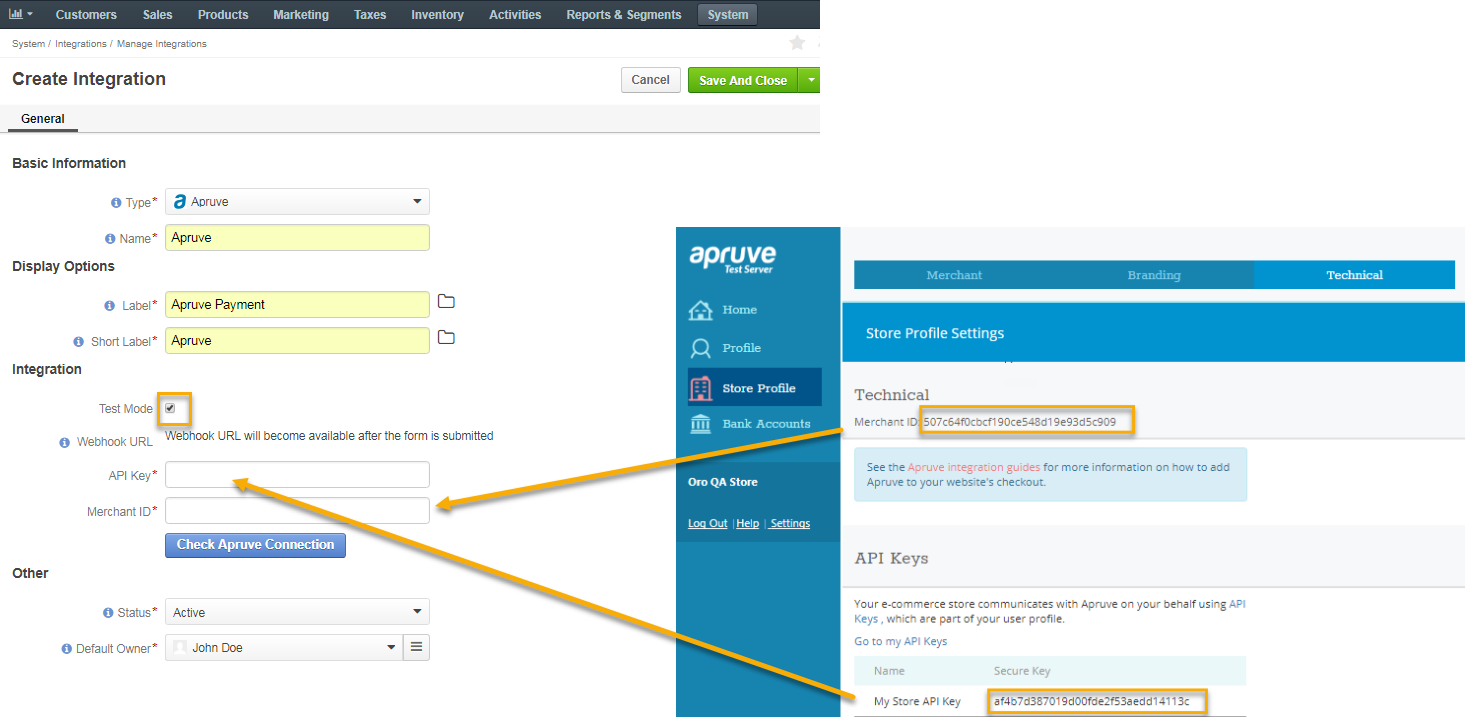 Customers Sales Products Marketing Taxes Inventory Activities Reports & Segments System
System / Integrations / Manage Integrations
Create Integration
Cancel Save And Close
General
Basic Information
Type* Apruve
Name* Apruve
Display Options
Label* Apruve Payment
Short Label* Apruve
Integration
Test Mode
Webhook URL Webhook URL will become available after the form is submitted
API Key*
Merchant ID*
Check Apruve Connection
Other
Status* Active
Default Owner* John Doe
apruve
Test Server
Home
Profile
Store Profile
Bank Accounts
Oro QA Store
Log Out | Help | Settings
Merchant Branding Technical
Store Profile Settings
Technical
Merchant ID: 507c64f0cbcf190ce548d19e93d5c909
See the Apruve integration guides for more information on how to add
Apruve to your website's checkout.
API Keys
Your e-commerce store communicates with Apruve on your behalf using API
Keys , which are part of your user profile.
Go to my API Keys
Name Secure Key
My Store API Key af4b7d387019d00fde2f53aedd14113c